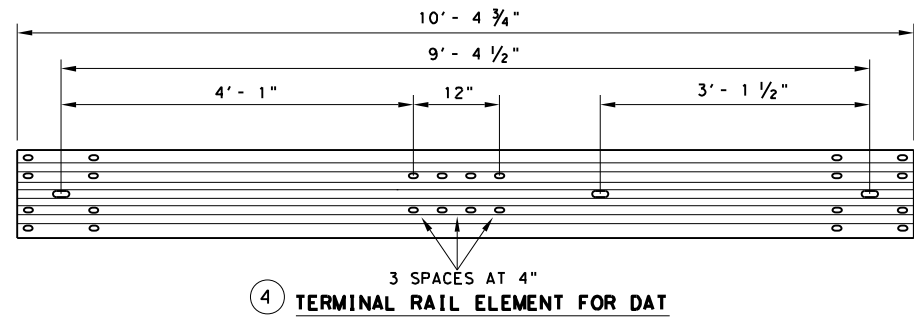 10'- 4 ¾"
9'- 4 ½"
4'- 1" 12" 3'- 1 ½"
3 SPACES AT 4"
4 TERMINAL RAIL ELEMENT FOR DAT